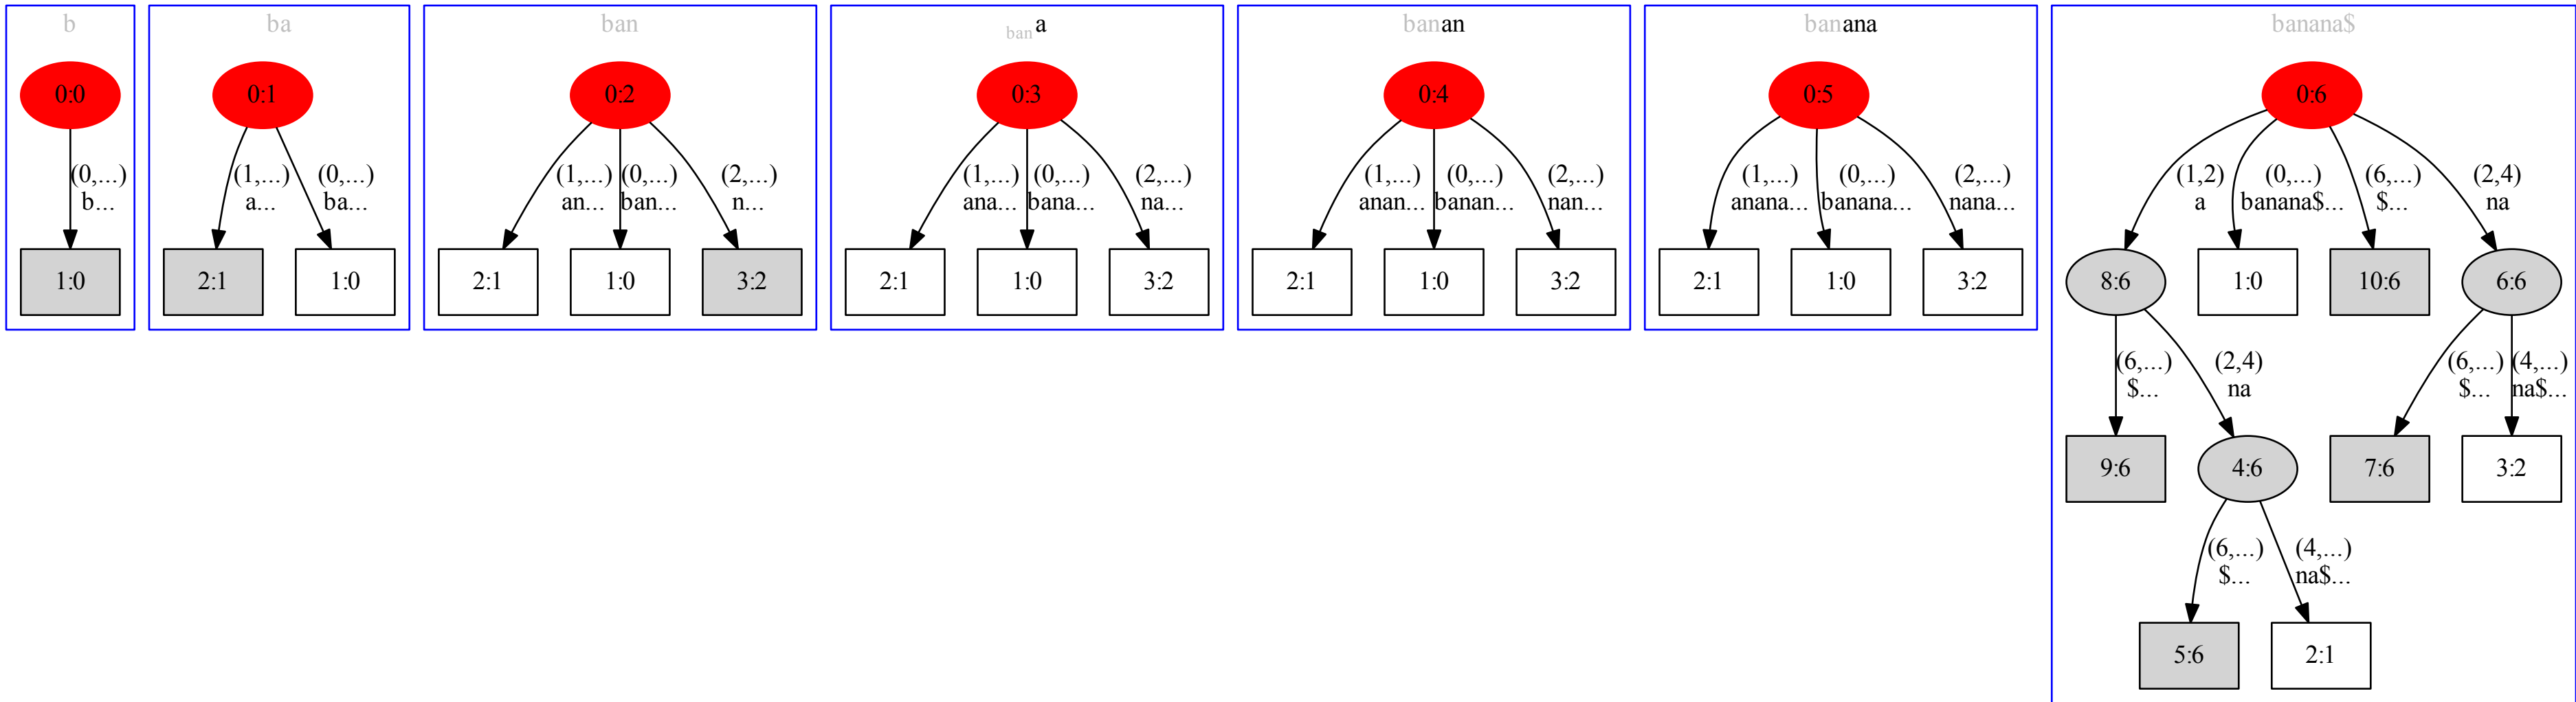 b
0:0
(0,...)
b...
1:0
ba
0:1
(1,...)
a...
(0,...)
ba...
2:1
1:0
ban
0:2
(1,...)
an...
(0,...)
ban...
(2,...)
n...
2:1
1:0
3:2
bana
0:3
(1,...)
ana...
(0,...)
bana...
(2,...)
na...
2:1
1:0
3:2
banan
0:4
(1,...)
anan...
(0,...)
banan...
(2,...)
nan...
2:1
1:0
3:2
banana
0:5
(1,...)
anana...
(0,...)
banana...
(2,...)
nana...
2:1
1:0
3:2
banana$
0:6
(1,2)
a
(0,...)
banana$...
(6,...)
$...
(2,4)
na
8:6
1:0
10:6
6:6
(6,...)
$...
(2,4)
na
(6,...)
$...
(4,...)
na$...
9:6
4:6
7:6
3:2
(6,...)
$...
(4,...)
na$...
5:6
2:1